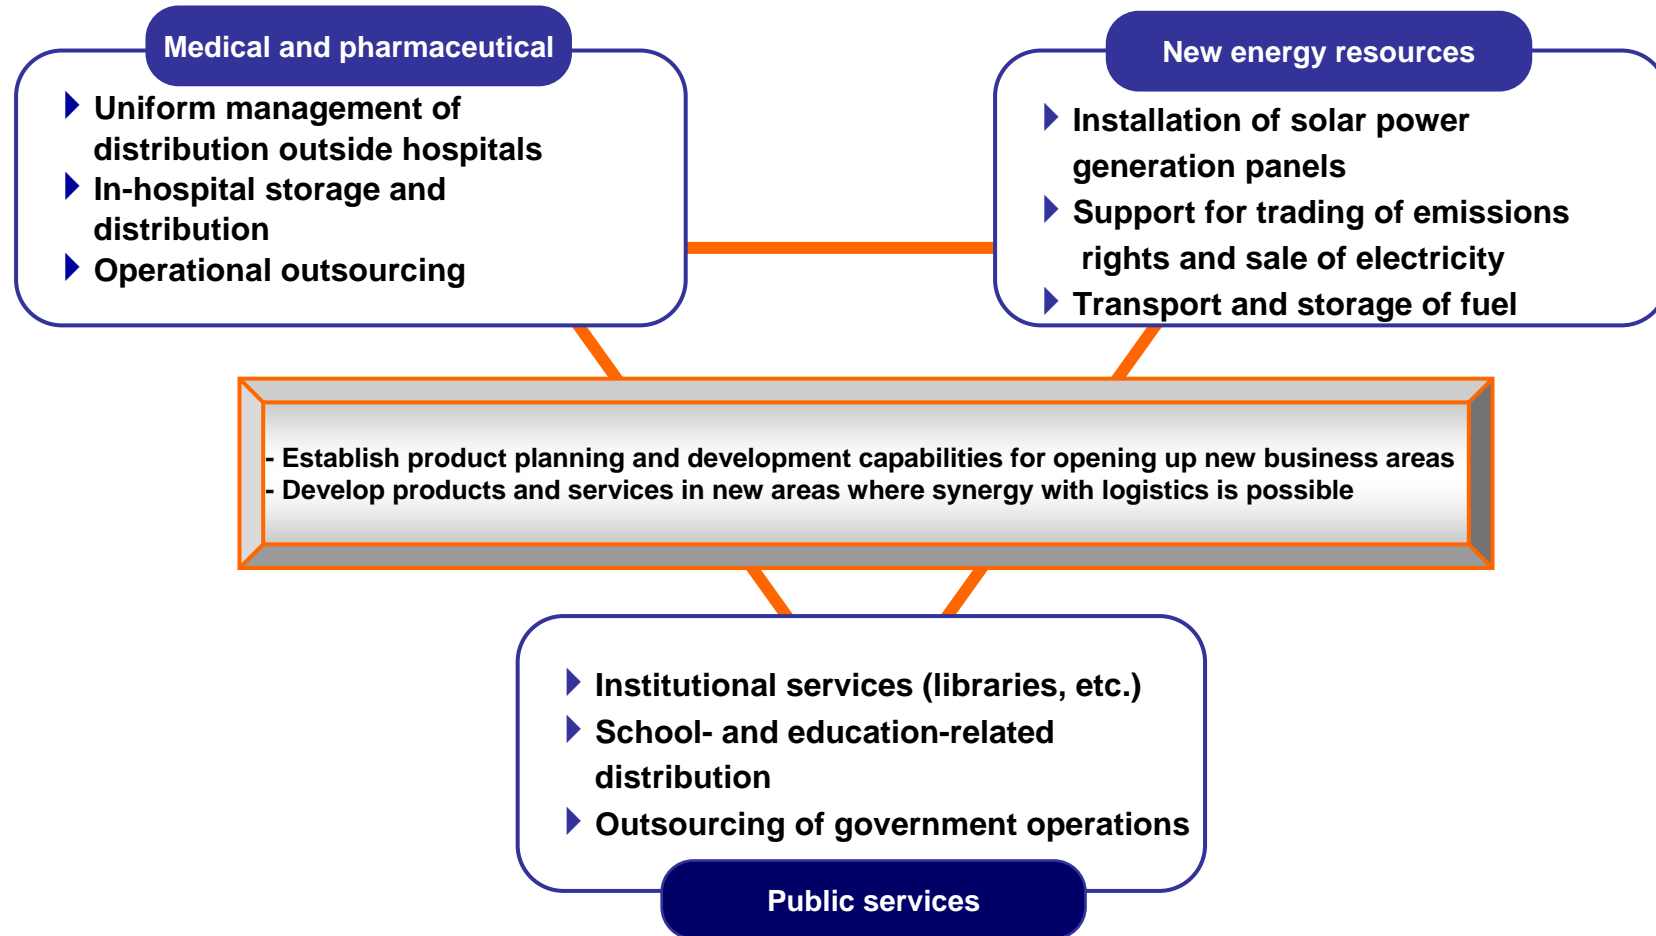 Medical and pharmaceutical
Uniform management of
distribution outside hospitals
In-hospital storage and
distribution
Operational outsourcing
New energy resources
Installation of solar power
generation panels
Support for trading of emissions
rights and sale of electricity
Transport and storage of fuel
- Establish product planning and development capabilities for opening up new business areas
- Develop products and services in new areas where synergy with logistics is possible
Institutional services (libraries, etc.)
School- and education-related
distribution
Outsourcing of government operations
Public services